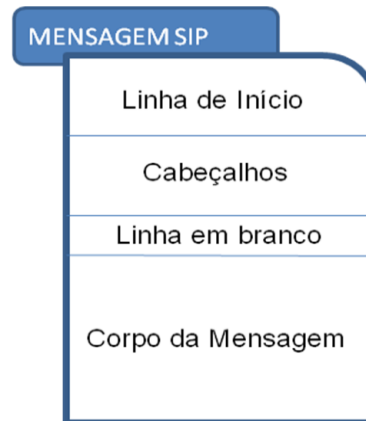 MENSAGEM SIP
Linha de Início
Cabeçalhos
Linha em branco
Corpo da Mensagem